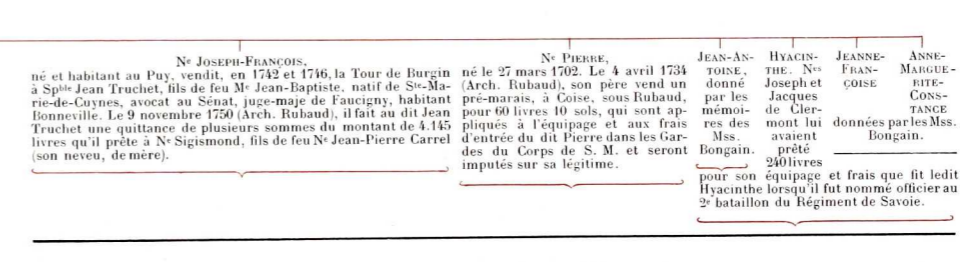 Nᵉ JOSEPH-FRANÇOIS,
né et habitant au Puy, vendit, en 1742 et 1746, la Tour de Burgin
à Spᵇˡᵉ Jean Truchet, fils de feu Mᵉ Jean-Baptiste, natif de Sᵗᵉ-Ma-
rie-de-Cuynes, avocat au Sénat, juge-maje de Faucigny, habitant
Bonneville. Le 9 novembre 1750 (Arch. Rubaud), il fait au dit Jean
Truchet une quittance de plusieurs sommes du montant de 4.145
livres qu'il prête à Nᵉ Sigismond, fils de feu Nᵉ Jean-Pierre Carrel
(son neveu, de mère).
Nᵉ PIERRE,
né le 27 mars 1702. Le 4 avril 1734
(Arch. Rubaud), son père vend un
pré-marais, à Coise, sous Rubaud,
pour 60 livres 10 sols, qui sont ap-
pliqués à l'équipage et aux frais
d'entrée du dit Pierre dans les Gar-
des du Corps de S. M. et seront
imputés sur sa légitime.
JEAN-AN-
TOINE,
donné
par les
mémoi-
res des
Mss.
Bongain.
HYACIN-
THE. Nᵉˢ
Joseph et
Jacques
de Cler-
mont lui
avaient
prêté
240 livres
pour son équipage et frais que fit ledit
Hyacinthe lorsqu'il fut nommé officier au
2ᵉ bataillon du Régiment de Savoie.
JEANNE-
FRAN-
ÇOISE
ANNE-
MARGUE-
RITE-
CONS-
TANCE
données par les Mss.
Bongain.